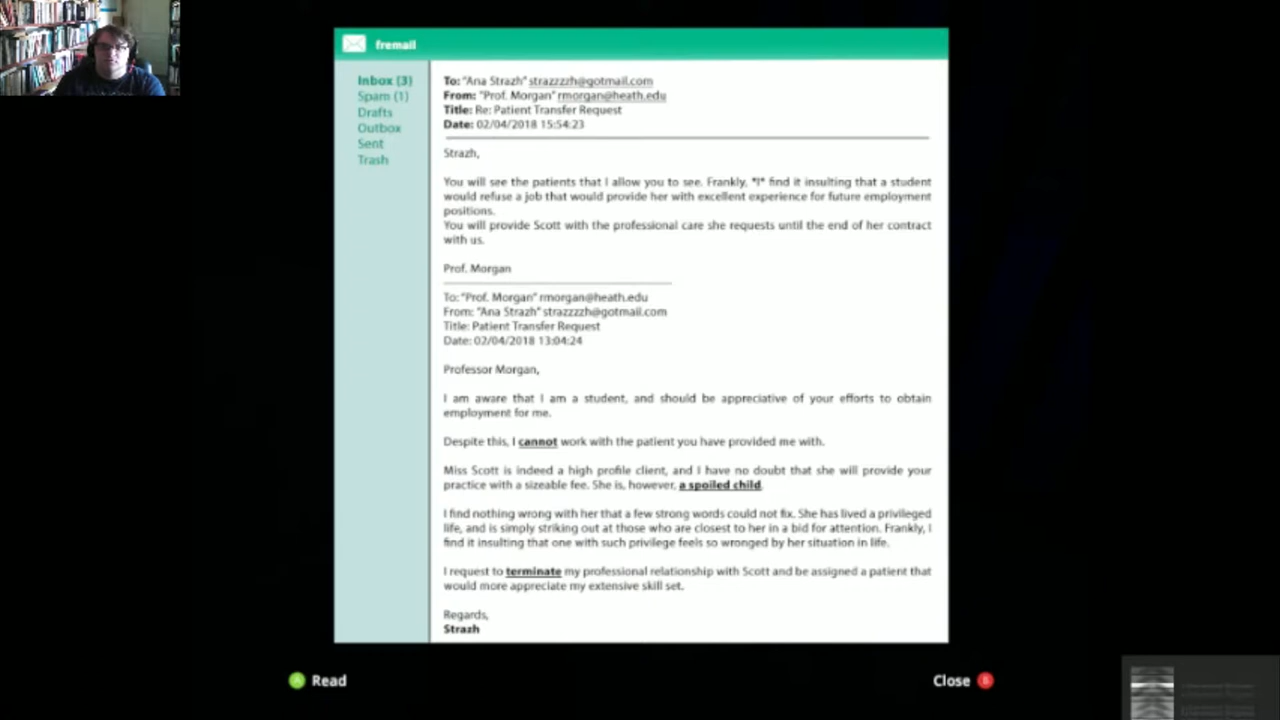 fremail
Inbox (3)
Spam (1)
Drafts
Outbox
Sent
Trash
To: "Ana Strazh" strazzzzh@gotmail.com
From: "Prof. Morgan" rmorgan@heath.edu
Title: Re: Patient Transfer Request
Date: 02/04/2018 15:54:23
Strazh,
You will see the patients that I allow you to see. Frankly, *I* find it insulting that a student
would refuse a job that would provide her with excellent experience for future employment
positions.
You will provide Scott with the professional care she requests until the end of her contract
with us.
Prof. Morgan
To: "Prof. Morgan" rmorgan@heath.edu
From: "Ana Strazh" strazzzzh@gotmail.com
Title: Patient Transfer Request
Date: 02/04/2018 13:04:24
Professor Morgan,
I am aware that I am a student, and should be appreciative of your efforts to obtain
employment for me.
Despite this, I cannot work with the patient you have provided me with.
Miss Scott is indeed a high profile client, and I have no doubt that she will provide your
practice with a sizeable fee. She is, however, a spoiled child.
I find nothing wrong with her that a few strong words could not fix. She has lived a privileged
life, and is simply striking out at those who are closest to her in a bid for attention. Frankly, I
find it insulting that one with such privilege feels so wronged by her situation in life.
I request to terminate my professional relationship with Scott and be assigned a patient that
would more appreciate my extensive skill set.
Regards,
Strazh
A Read
Close B